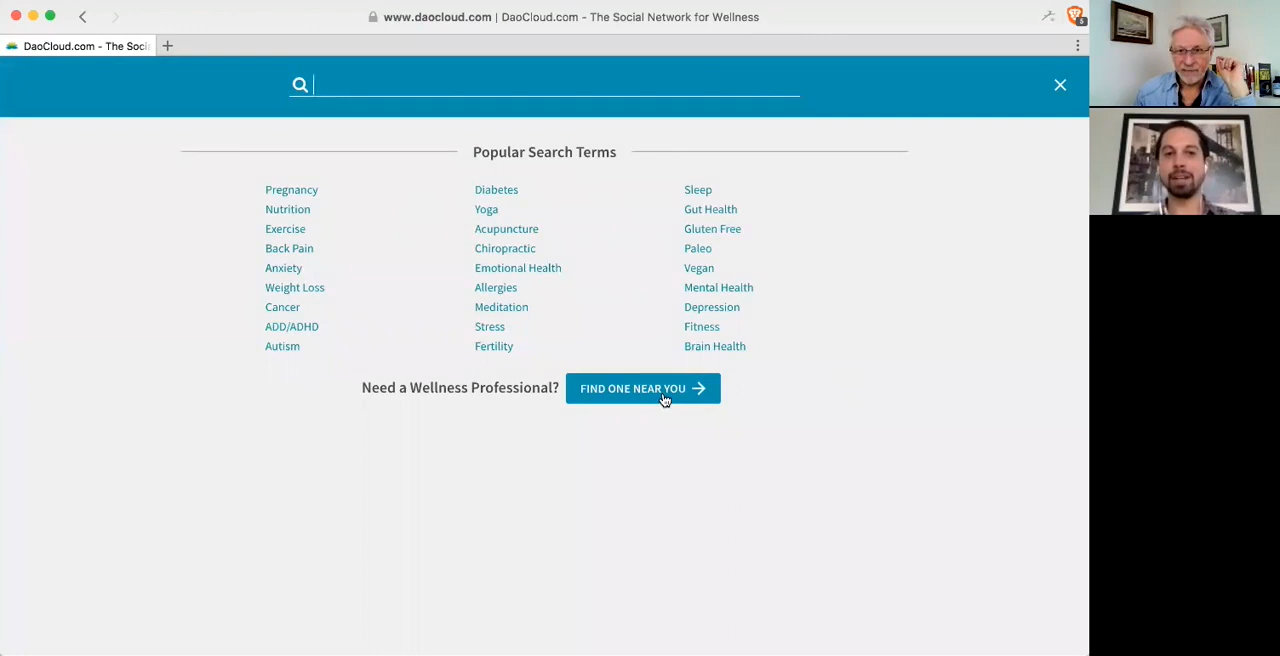 www.daocloud.com | DaoCloud.com - The Social Network for Wellness
6
DaoCloud.com - The Soci
Popular Search Terms
Pregnancy
Nutrition
Exercise
Back Pain
Anxiety
Weight Loss
Cancer
ADD/ADHD
Autism
Diabetes
Yoga
Acupuncture
Chiropractic
Emotional Health
Allergies
Meditation
Stress
Fertility
Sleep
Gut Health
Gluten Free
Paleo
Vegan
Mental Health
Depression
Fitness
Brain Health
Need a Wellness Professional? FIND ONE NEAR YOU